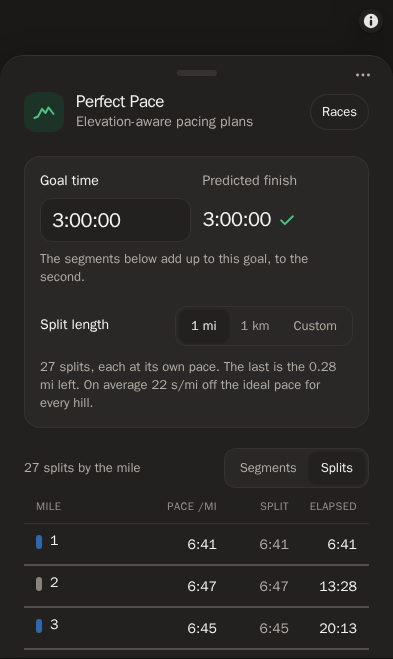 Perfect Pace
Elevation-aware pacing plans
Races
Goal time
Predicted finish
3:00:00
3:00:00
The segments below add up to this goal, to the
second.
Split length
1 mi
1 km
Custom
27 splits, each at its own pace. The last is the 0.28
mi left. On average 22 s/mi off the ideal pace for
every hill.
27 splits by the mile
Segments
Splits
MILE PACE /MI SPLIT ELAPSED
1 6:41 6:41 6:41
2 6:47 6:47 13:28
3 6:45 6:45 20:13